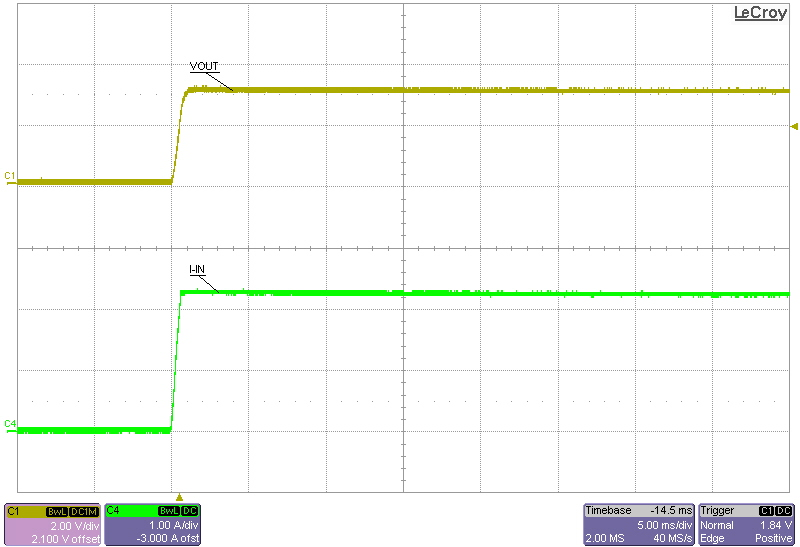 LeCroy
VOUT
C1
I-IN
C4
C1 BwL DC1M
2.00 V/div
2.100 V offset
C4 BwL DC
1.00 A/div
-3.000 A ofst
Timebase -14.5 ms
5.00 ms/div
2.00 MS 40 MS/s
Trigger C1 DC
Normal 1.84 V
Edge Positive